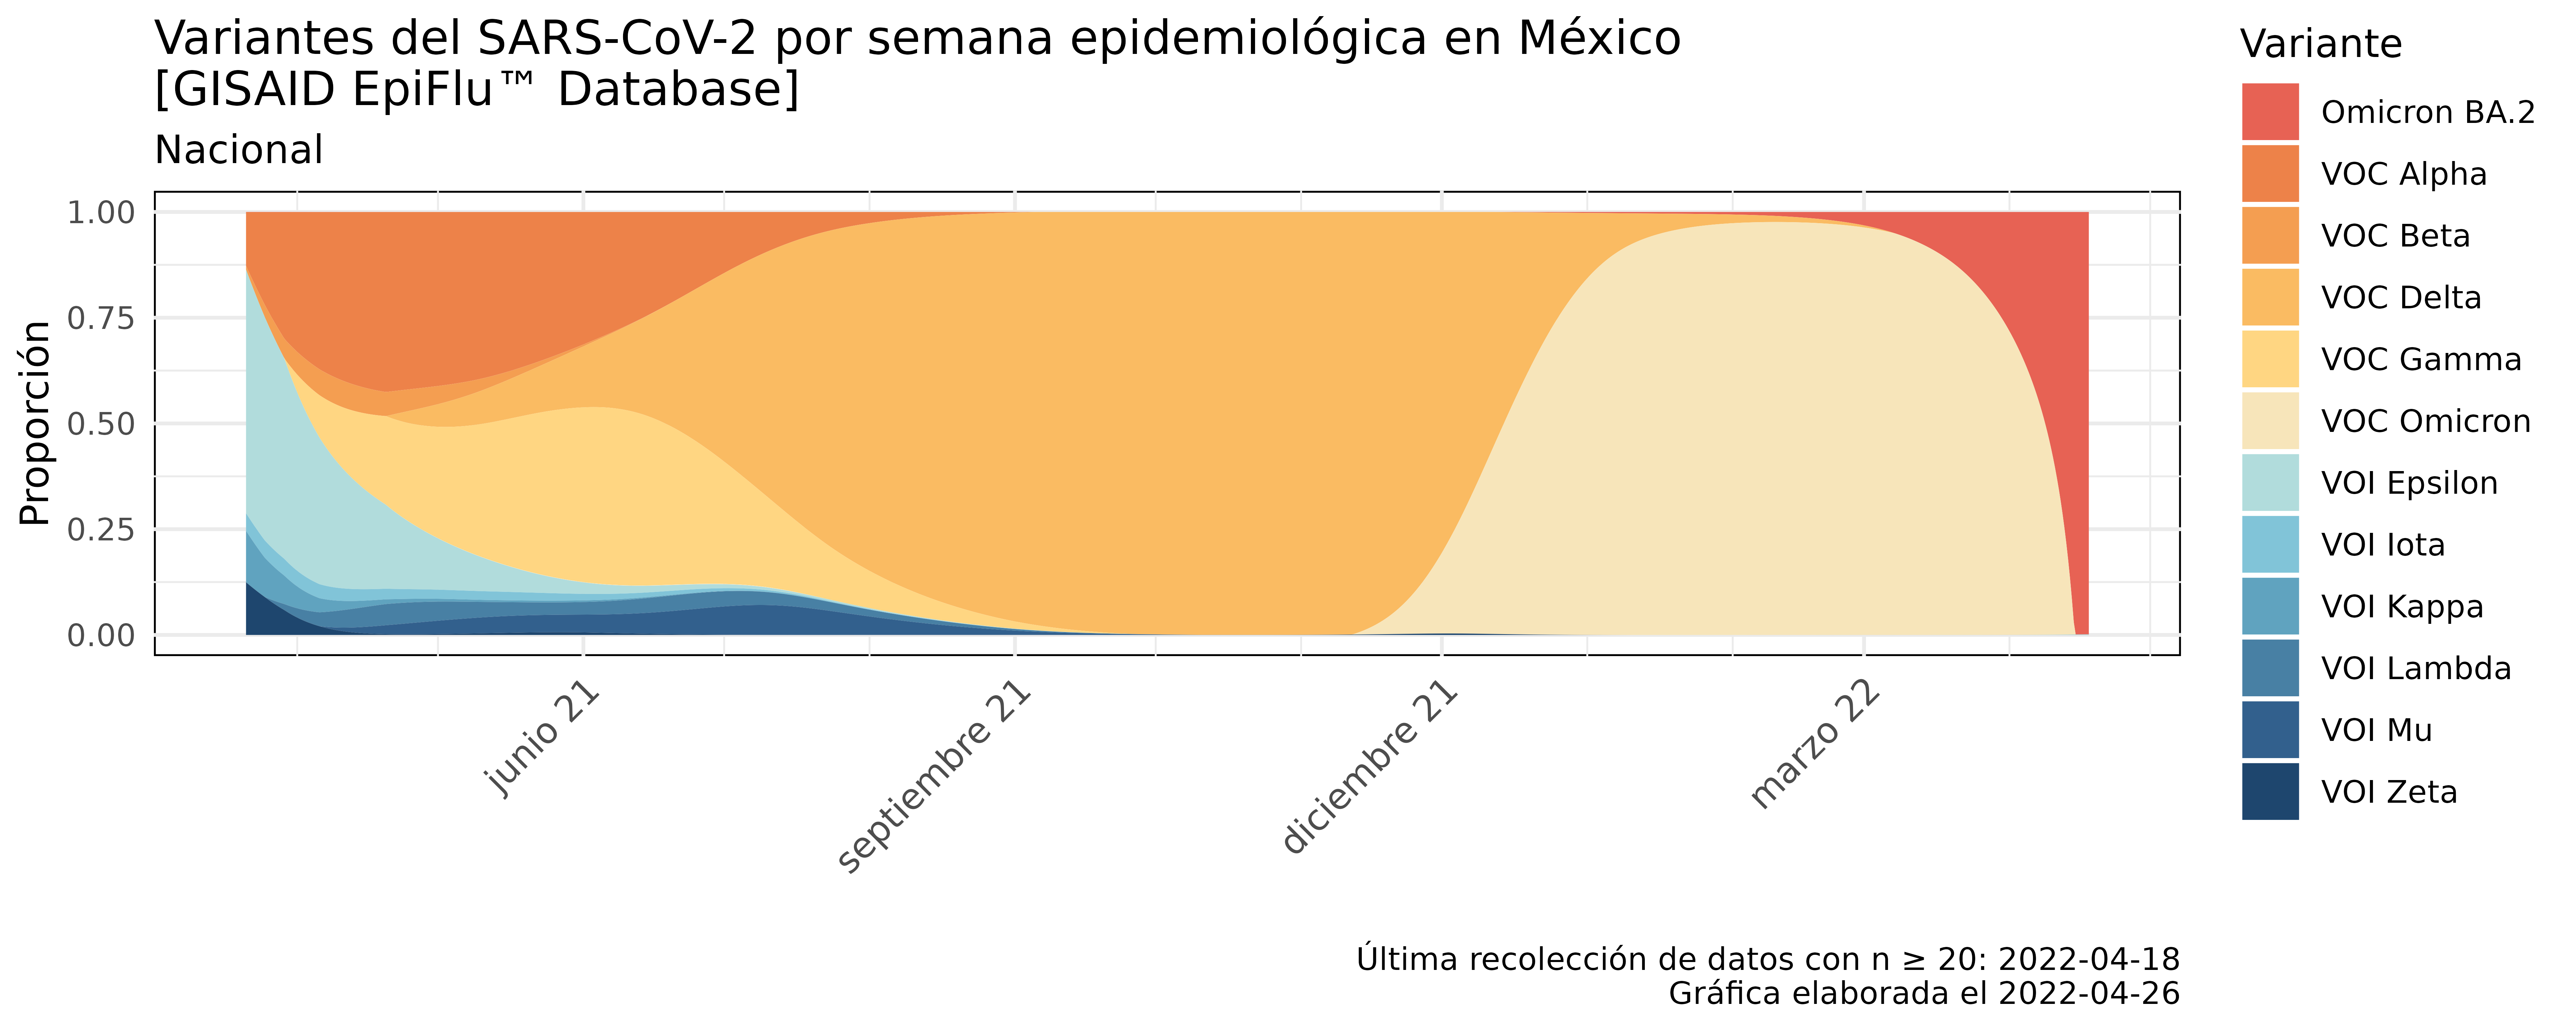 Variantes del SARS-CoV-2 por semana epidemiológica en México
[GISAID EpiFlu™ Database]
Nacional
Proporción
1.00
0.75
0.50
0.25
0.00
junio 21
septiembre 21
diciembre 21
marzo 22
Variante
Omicron BA.2
VOC Alpha
VOC Beta
VOC Delta
VOC Gamma
VOC Omicron
VOI Epsilon
VOI Iota
VOI Kappa
VOI Lambda
VOI Mu
VOI Zeta
Última recolección de datos con n ≥ 20: 2022-04-18
Gráfica elaborada el 2022-04-26